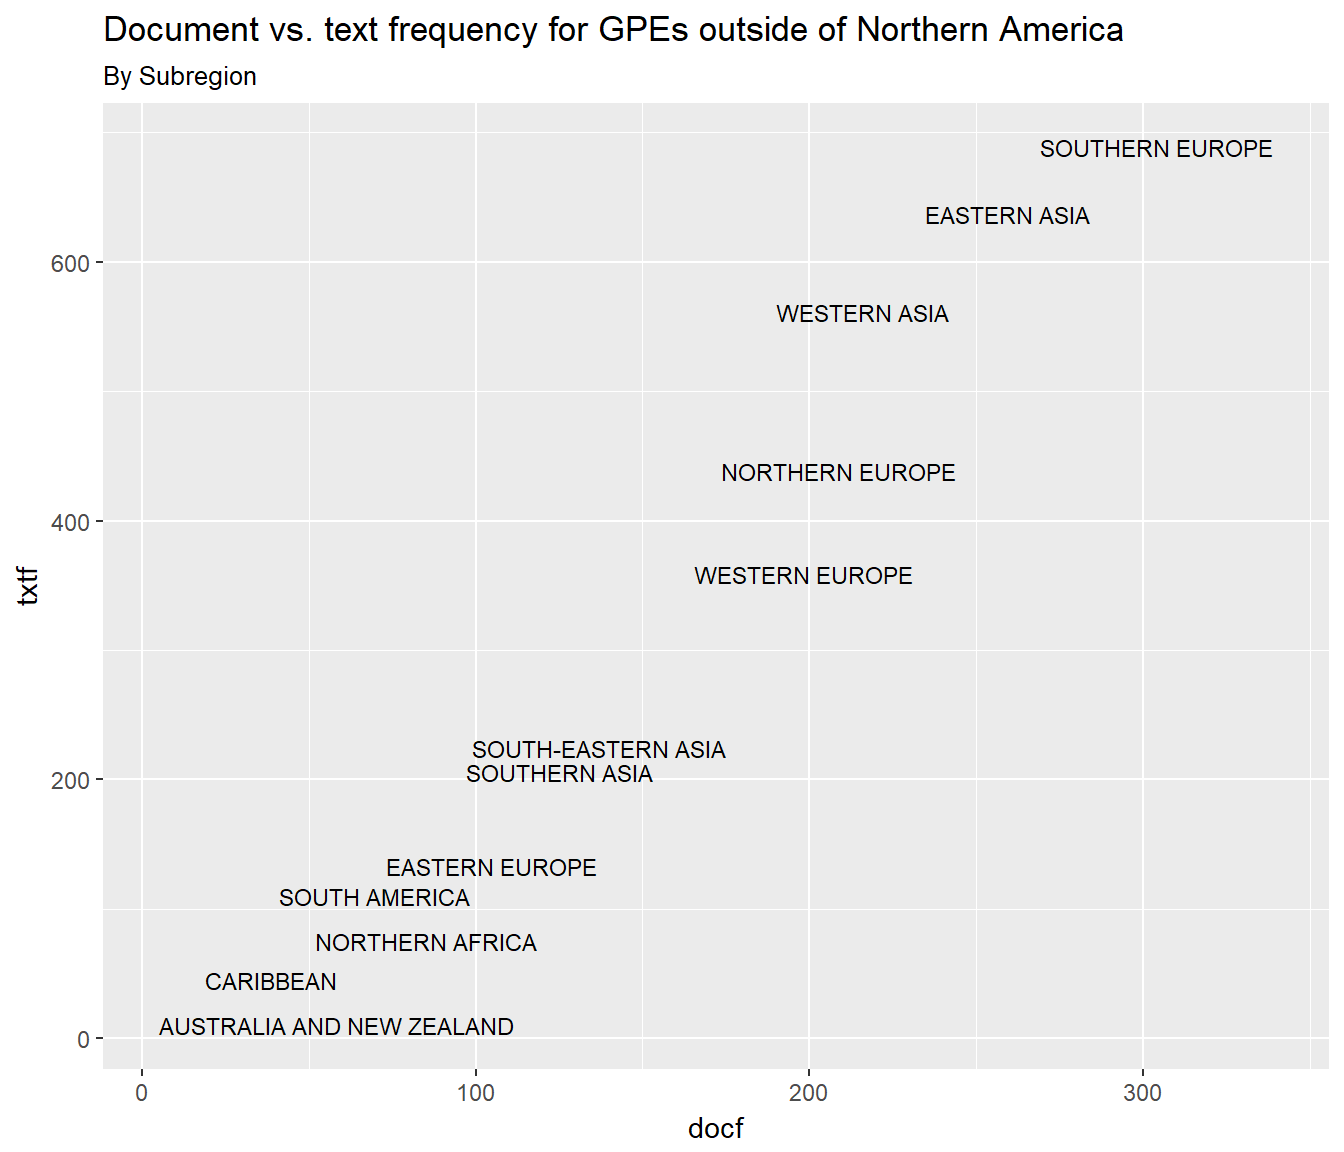 Document vs. text frequency for GPEs outside of Northern America
By Subregion
SOUTHERN EUROPE
EASTERN ASIA
600
WESTERN ASIA
NORTHERN EUROPE
400
WESTERN EUROPE
txtf
SOUTH-EASTERN ASIA
SOUTHERN ASIA
200
EASTERN EUROPE
SOUTH AMERICA
NORTHERN AFRICA
CARIBBEAN
AUSTRALIA AND NEW ZEALAND
0
0 100 200 300
docf